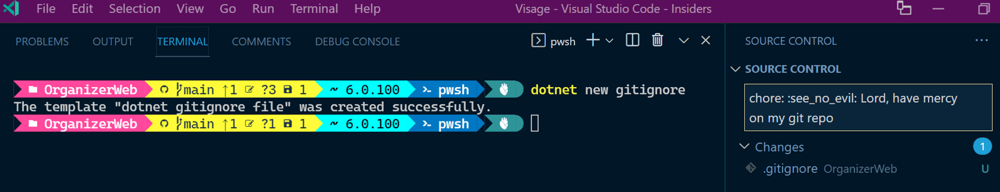 File Edit Selection View Go Run Terminal Help Visage - Visual Studio Code - Insiders
PROBLEMS OUTPUT TERMINAL COMMENTS DEBUG CONSOLE pwsh
OrganizerWeb main ↑1 ?3 1 ~ 6.0.100 pwsh dotnet new gitignore
The template "dotnet gitignore file" was created successfully.
OrganizerWeb main ↑1 ?1 1 ~ 6.0.100 pwsh
SOURCE CONTROL ...
SOURCE CONTROL
chore: :see_no_evil: Lord, have mercy
on my git repo
Changes 1
.gitignore OrganizerWeb U